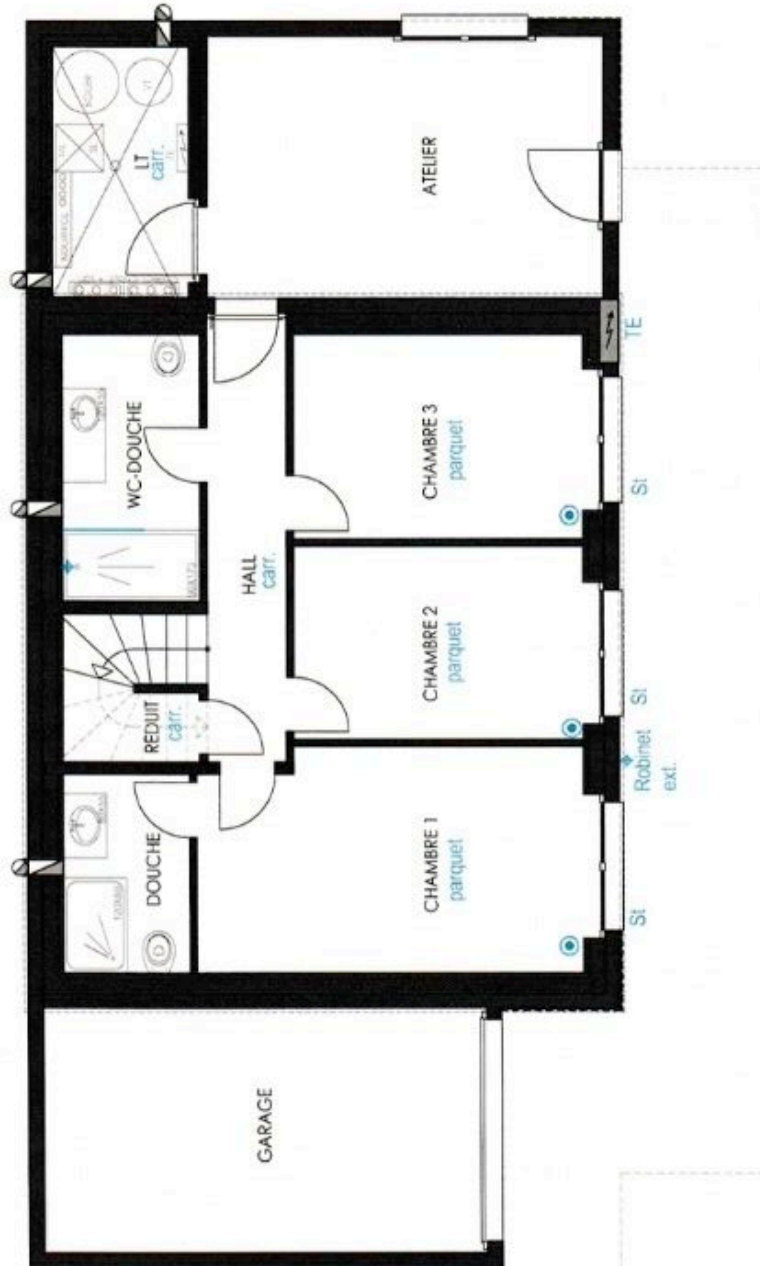 GARAGE
DOUCHE
CHAMBRE 1
parquet
St
Robinet
ext.
REDUIT
carr.
HALL
carr.
CHAMBRE 2
parquet
St
WC-DOUCHE
CHAMBRE 3
parquet
St
TE
LT
carr.
ATELIER